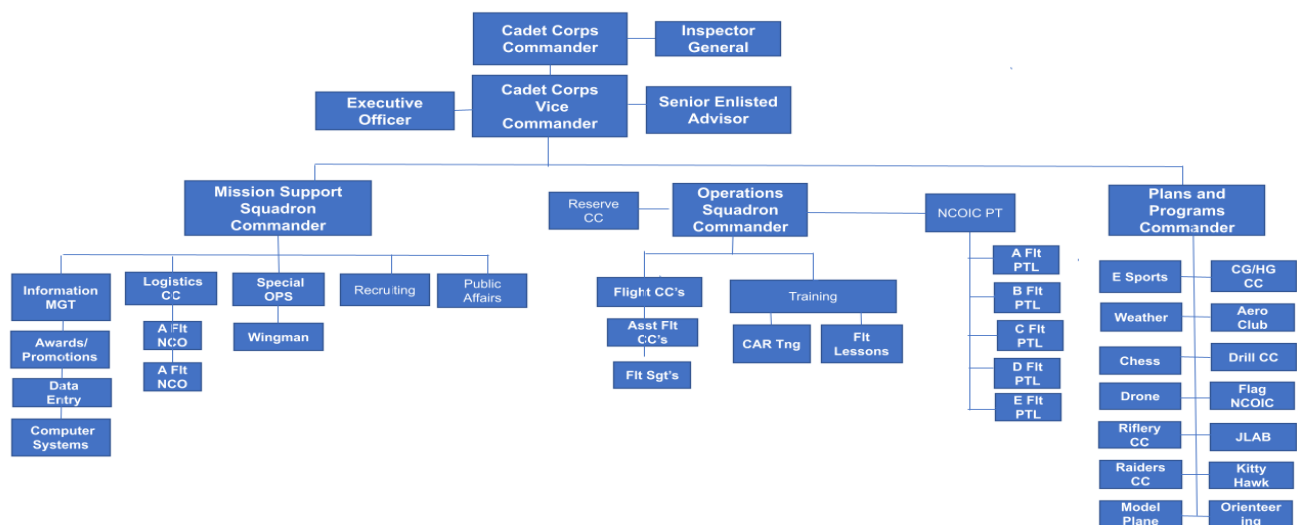 Cadet Corps
Commander
Inspector
General
Executive
Officer
Cadet Corps
Vice
Commander
Senior Enlisted
Advisor
Mission Support
Squadron
Commander
Reserve
CC
Operations
Squadron
Commander
NCOIC PT
Plans and
Programs
Commander
Information
MGT
Logistics
CC
Special
OPS
Recruiting
Public
Affairs
Awards/
Promotions
A Flt
NCO
Wingman
Data
Entry
A Flt
NCO
Computer
Systems
Flight CC's
Training
Asst Flt
CC's
CAR Tng
Flt
Lessons
Flt Sgt's
A Flt
PTL
B Flt
PTL
C Flt
PTL
D Flt
PTL
E Flt
PTL
E Sports
CG/HG
CC
Weather
Aero
Club
Chess
Drill CC
Drone
Flag
NCOIC
Riflery
CC
JLAB
Raiders
CC
Kitty
Hawk
Model
Plane
Orienteer
ing